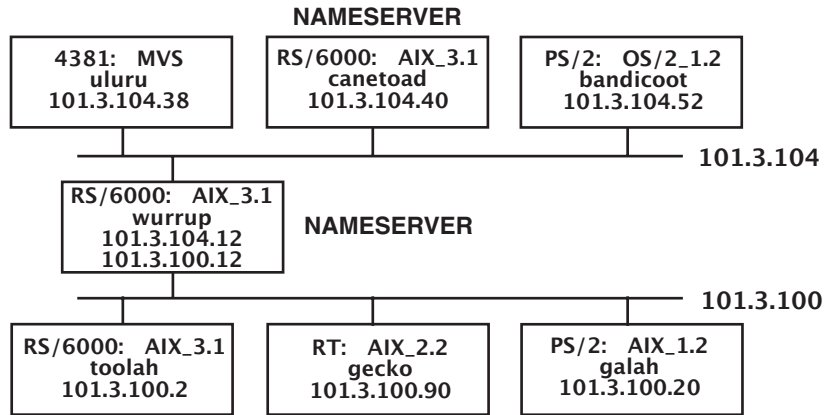 NAMESERVER
4381: MVS
uluru
101.3.104.38
RS/6000: AIX_3.1
canetoad
101.3.104.40
PS/2: OS/2_1.2
bandicoot
101.3.104.52
101.3.104
RS/6000: AIX_3.1
wurrup
101.3.104.12
101.3.100.12
NAMESERVER
101.3.100
RS/6000: AIX_3.1
toolah
101.3.100.2
RT: AIX_2.2
gecko
101.3.100.90
PS/2: AIX_1.2
galah
101.3.100.20